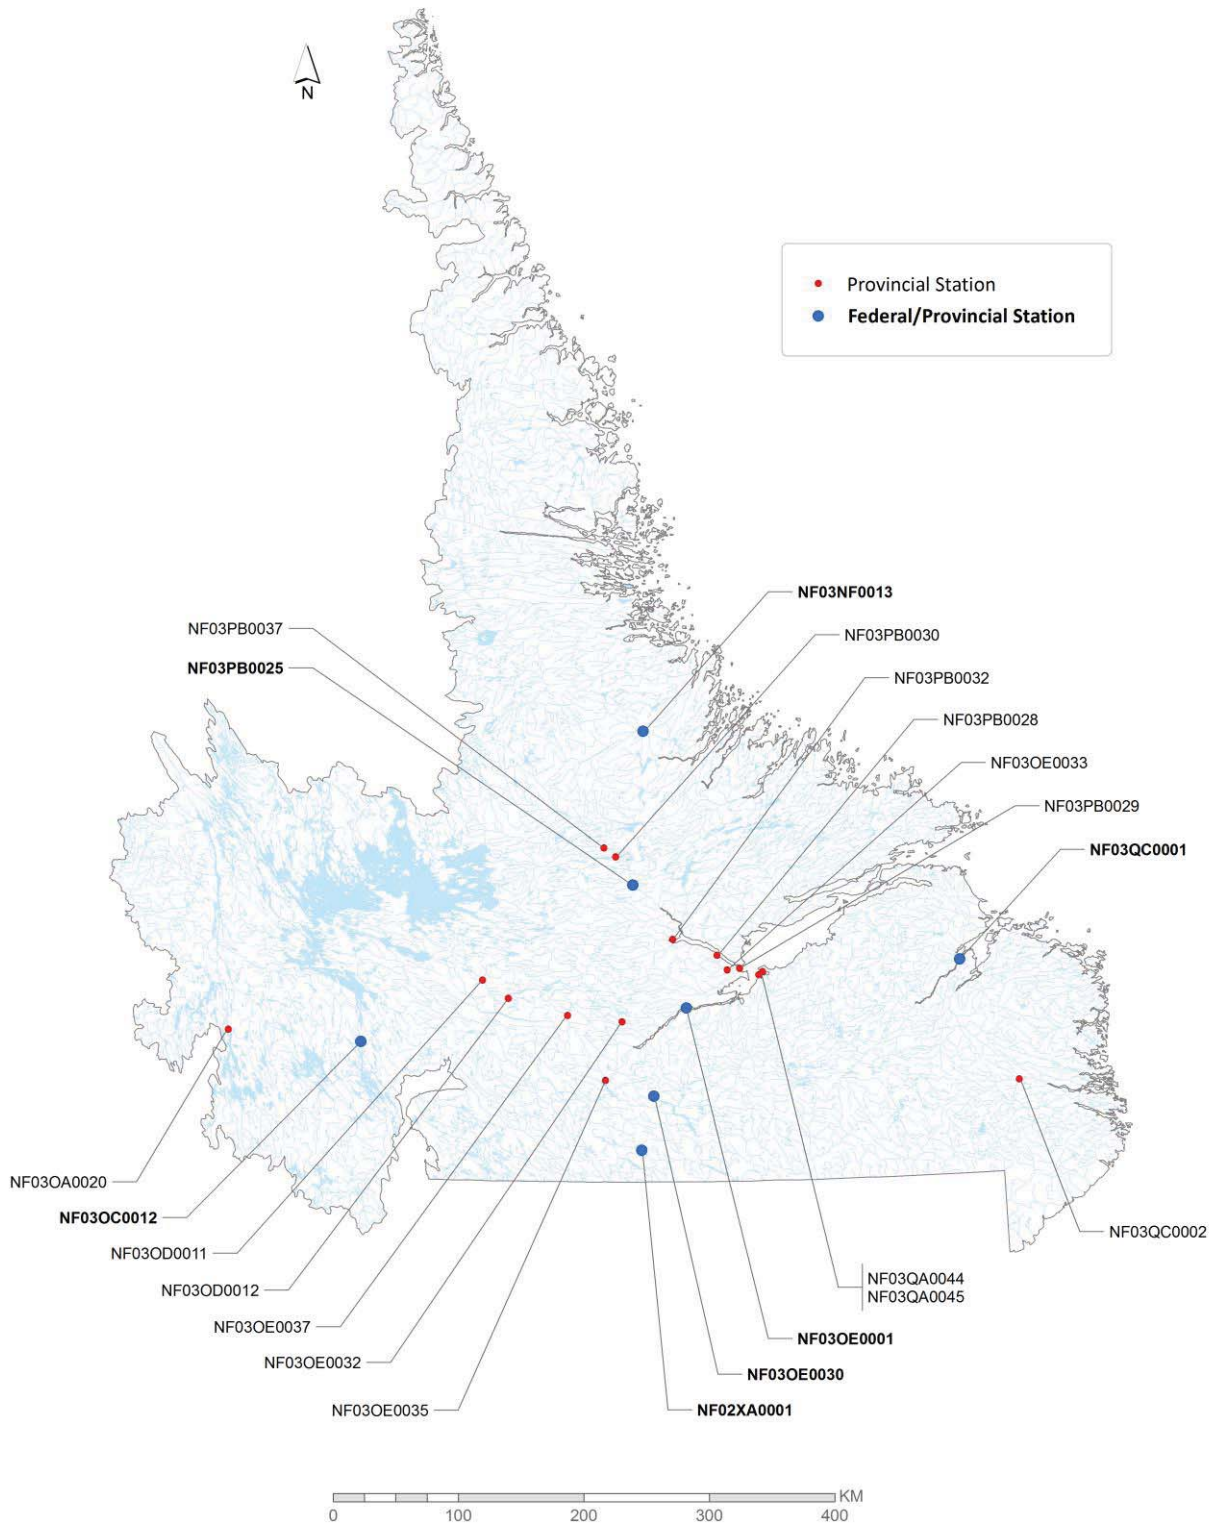 N
Provincial Station
Federal/Provincial Station
NF03NF0013
NF03PB0037
NF03PB0030
NF03PB0025
NF03PB0032
NF03PB0028
NF03OE0033
NF03PB0029
NF03QC0001
NF03OA0020
NF03OC0012
NF03QC0002
NF03OD0011
NF03QA0044
NF03QA0045
NF03OD0012
NF03OE0037
NF03OE0001
NF03OE0032
NF03OE0030
NF03OE0035
NF02XA0001
KM
0 100 200 300 400